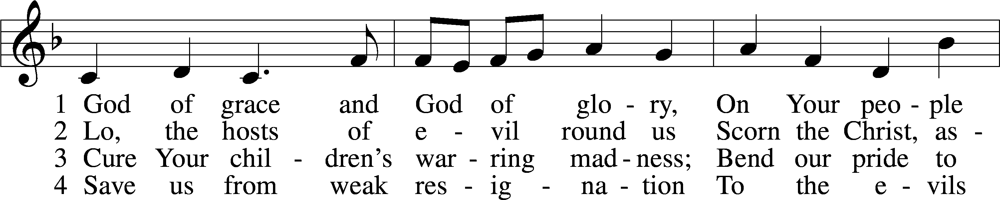 1 God of grace and God of glo - ry, On Your peo - ple
2 Lo, the hosts of e - vil round us Scorn the Christ, as -
3 Cure Your chil - dren's war - ring mad - ness; Bend our pride to
4 Save us from weak res - ig - na - tion To the e - vils